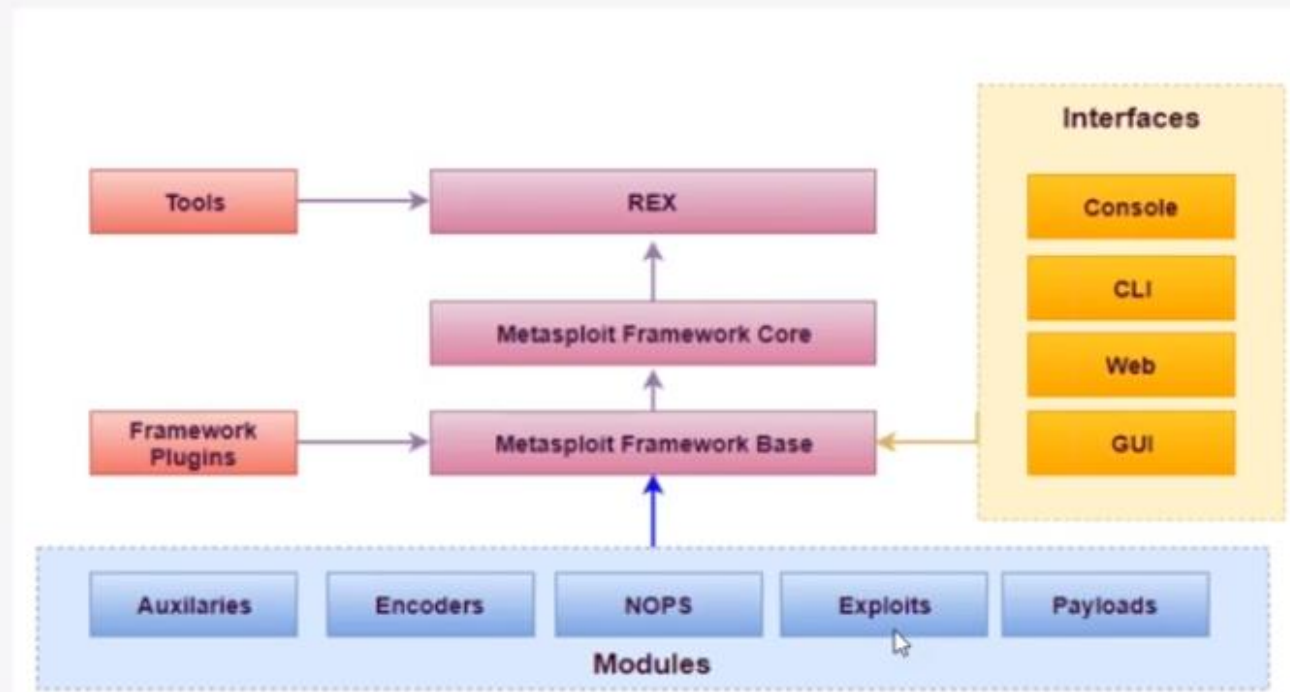 Interfaces
Tools
REX
Console
CLI
Metasploit Framework Core
Web
Framework
Plugins
Metasploit Framework Base
GUI
Auxilaries
Encoders
NOPS
Exploits
Payloads
Modules